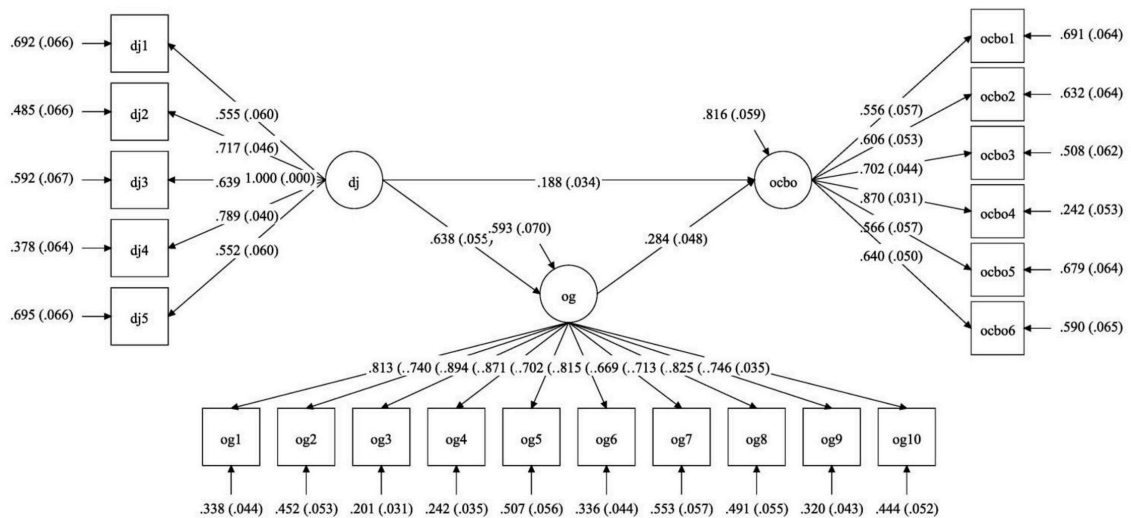 .692 (.066)
dj1
.485 (.066)
dj2
.592 (.067)
dj3
.378 (.064)
dj4
.695 (.066)
dj5
.555 (.060)
.717 (.046)
.639
1.000 (.000)
.789 (.040)
.552 (.060)
dj
.188 (.034)
.638 (.055)
.593 (.070)
.284 (.048)
og
.816 (.059)
ocbo
.556 (.057)
.606 (.053)
.702 (.044)
.870 (.031)
.566 (.057)
.640 (.050)
ocbo1
.691 (.064)
ocbo2
.632 (.064)
ocbo3
.508 (.062)
ocbo4
.242 (.053)
ocbo5
.679 (.064)
ocbo6
.590 (.065)
.813 (..740 (..894 (..871 (..702 (..815 (..669 (..713 (..825 (..746 (.035)
og1 og2 og3 og4 og5 og6 og7 og8 og9 og10
.338 (.044) .452 (.053) .201 (.031) .242 (.035) .507 (.056) .336 (.044) .553 (.057) .491 (.055) .320 (.043) .444 (.052)